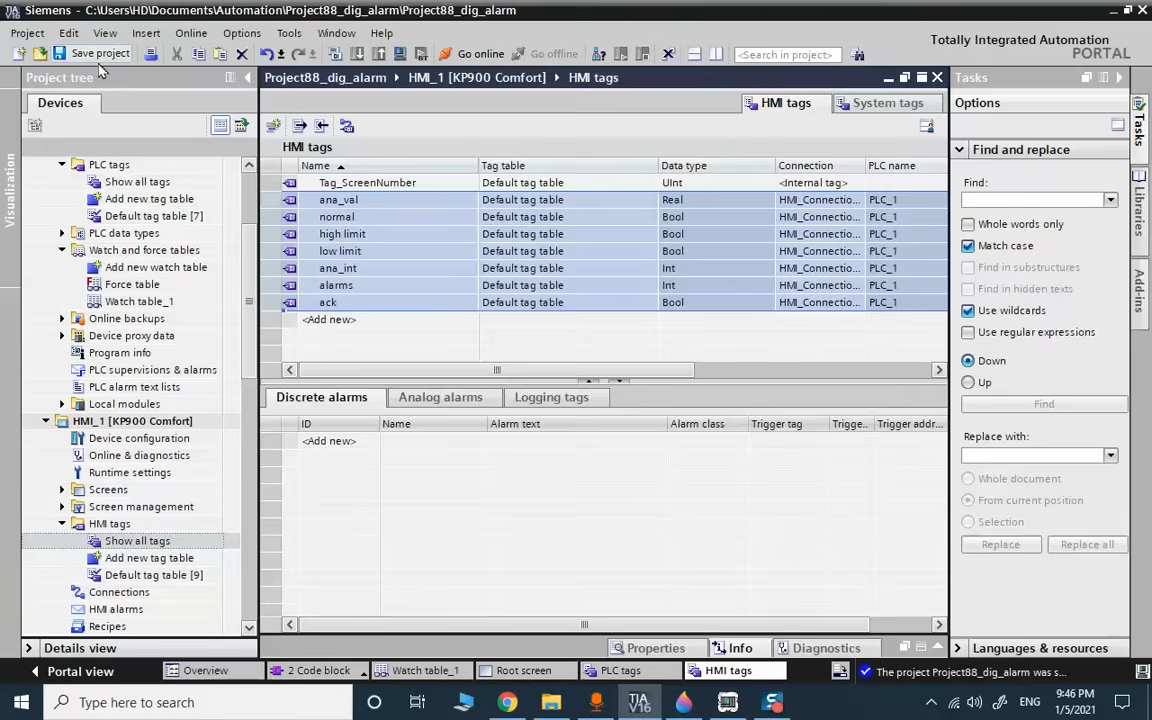 Siemens - C:\Users\HD\Documents\Automation\Project88_dig_alarm\Project88_dig_alarm
Project Edit View Insert Online Options Tools Window Help
Totally Integrated Automation
PORTAL
Save project
Go online
Go offline
<Search in project>
Project tree
Devices
Visualization
PLC tags
Show all tags
Add new tag table
Default tag table [7]
PLC data types
Watch and force tables
Add new watch table
Force table
Watch table_1
Online backups
Device proxy data
Program info
PLC supervisions & alarms
PLC alarm text lists
Local modules
HMI_1 [KP900 Comfort]
Device configuration
Online & diagnostics
Runtime settings
Screens
Screen management
HMI tags
Show all tags
Add new tag table
Default tag table [9]
Connections
HMI alarms
Recipes
Details view
Project88_dig_alarm HMI_1 [KP900 Comfort] HMI tags
HMI tags System tags
HMI tags
Name Tag table Data type Connection PLC name
Tag_ScreenNumber Default tag table UInt <Internal tag>
ana_val Default tag table Real HMI_Connectio... PLC_1
normal Default tag table Bool HMI_Connectio... PLC_1
high limit Default tag table Bool HMI_Connectio... PLC_1
low limit Default tag table Bool HMI_Connectio... PLC_1
ana_int Default tag table Int HMI_Connectio... PLC_1
alarms Default tag table Int HMI_Connectio... PLC_1
ack Default tag table Bool HMI_Connectio... PLC_1
<Add new>
Discrete alarms Analog alarms Logging tags
ID Name Alarm text Alarm class Trigger tag Trigge.. Trigger addr...
<Add new>
Properties Info Diagnostics
Tasks
Options
Find and replace
Find:
Whole words only
Match case
Find in substructures
Find in hidden texts
Use wildcards
Use regular expressions
Down
Up
Find
Replace with:
Whole document
From current position
Selection
Replace Replace all
Languages & resources
Tasks
Libraries
Add-ins
Portal view Overview 2 Code block Watch table_1 Root screen PLC tags HMI tags The project Project88_dig_alarm was s...
Type here to search
TIA
V16
ENG
9:46 PM
1/5/2021